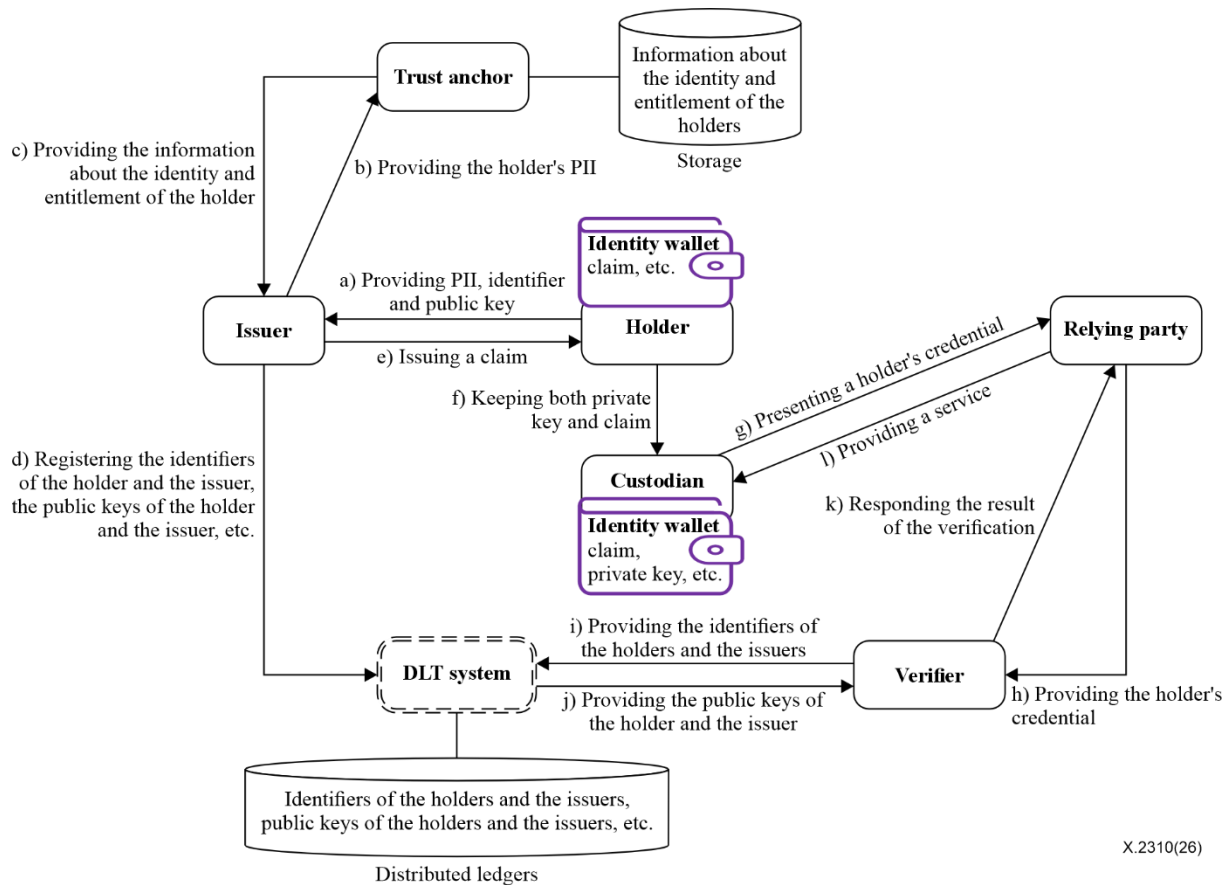 Trust anchor
Information about
the identity and
entitlement of the
holders
Storage
c) Providing the information
about the identity and
entitlement of the holder
b) Providing the holder's PII
Identity wallet
claim, etc.
a) Providing PII, identifier
and public key
Issuer
Holder
Relying party
e) Issuing a claim
f) Keeping both private
key and claim
g) Presenting a holder's credential
l) Providing a service
d) Registering the identifiers
of the holder and the issuer,
the public keys of the holder
and the issuer, etc.
Custodian
Identity wallet
claim,
private key, etc.
k) Responding the result
of the verification
i) Providing the identifiers of
the holders and the issuers
DLT system
Verifier
j) Providing the public keys of
the holder and the issuer
h) Providing the holder's
credential
Identifiers of the holders and the issuers,
public keys of the holders and the issuers, etc.
Distributed ledgers
X.2310(26)